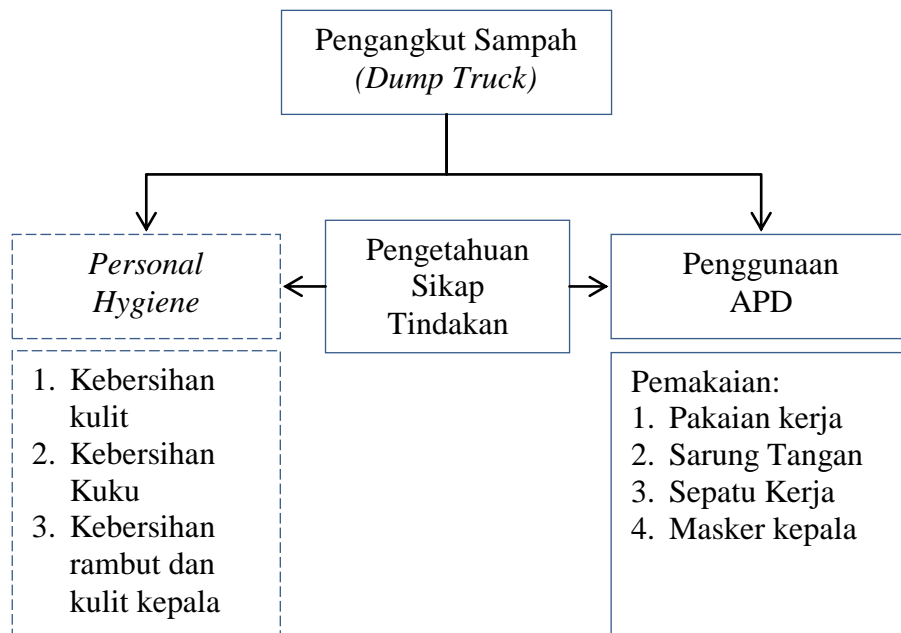 Pengangkut Sampah
(Dump Truck)
Personal
Hygiene
Pengetahuan
Sikap
Tindakan
Penggunaan
APD
1. Kebersihan
kulit
2. Kebersihan
Kuku
3. Kebersihan
rambut dan
kulit kepala
Pemakaian:
1. Pakaian kerja
2. Sarung Tangan
3. Sepatu Kerja
4. Masker kepala